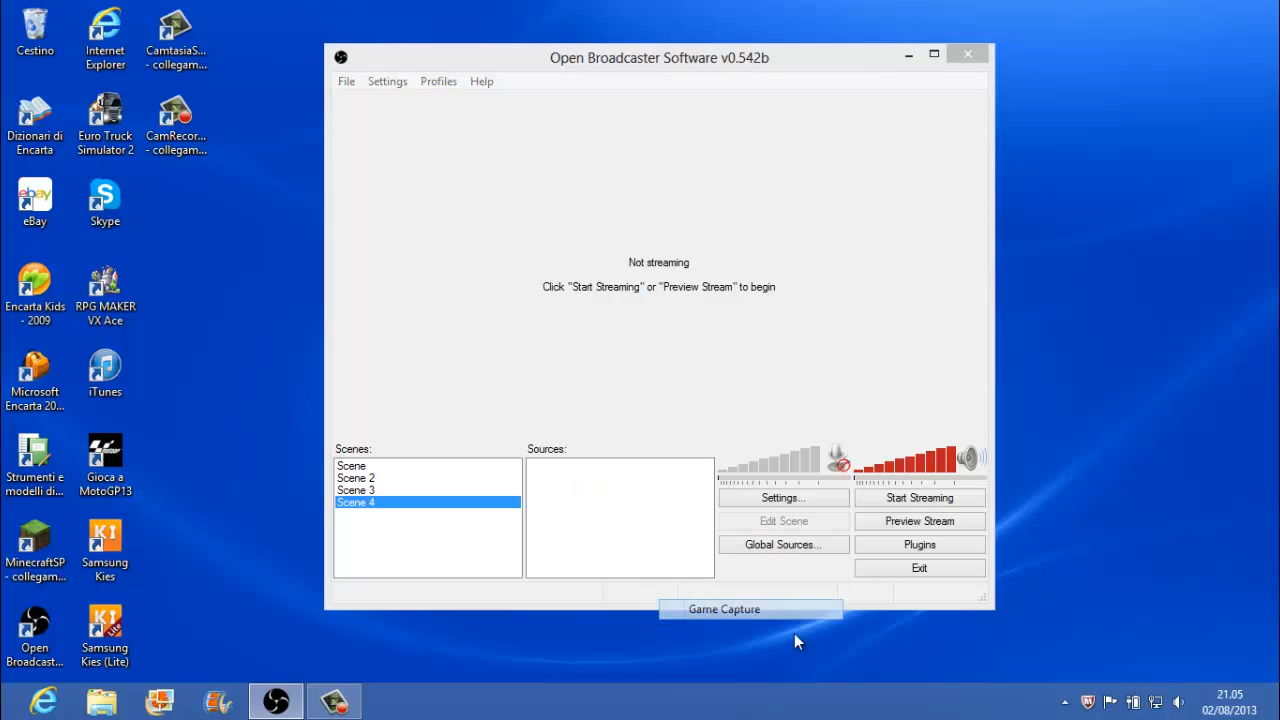 Cestino
Internet
Explorer
CamtasiaS...
- collegam...
Dizionari di
Encarta
Euro Truck
Simulator 2
CamRecor...
- collegam...
eBay
Skype
Encarta Kids
- 2009
RPG MAKER
VX Ace
Microsoft
Encarta 20...
iTunes
Strumenti e
modelli di...
Gioca a
MotoGP13
MinecraftSP
- collegam...
Samsung
Kies
Open
Broadcast...
Samsung
Kies (Lite)
Open Broadcaster Software v0.542b
File Settings Profiles Help
Not streaming
Click "Start Streaming" or "Preview Stream" to begin
Scenes:
Scene
Scene 2
Scene 3
Scene 4
Sources:
Settings...
Start Streaming
Edit Scene
Preview Stream
Global Sources...
Plugins
Exit
Game Capture
21.05
02/08/2013